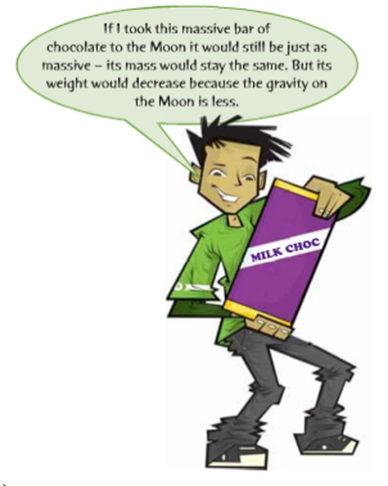 If I took this massive bar of
chocolate to the Moon it would still be just as
massive – its mass would stay the same. But its
weight would decrease because the gravity on
the Moon is less.
MILK CHOC